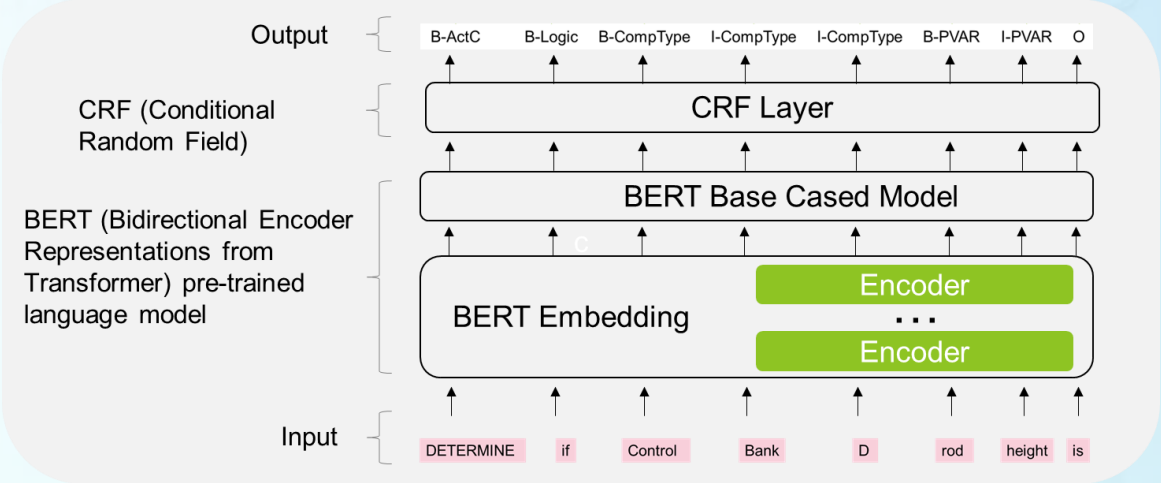 Output
B-ActC B-Logic B-CompType I-CompType I-CompType B-PVAR I-PVAR O
CRF (Conditional
Random Field)
CRF Layer
BERT (Bidirectional Encoder
Representations from
Transformer) pre-trained
language model
BERT Base Cased Model
C
BERT Embedding
Encoder
...
Encoder
Input
DETERMINE if Control Bank D rod height is